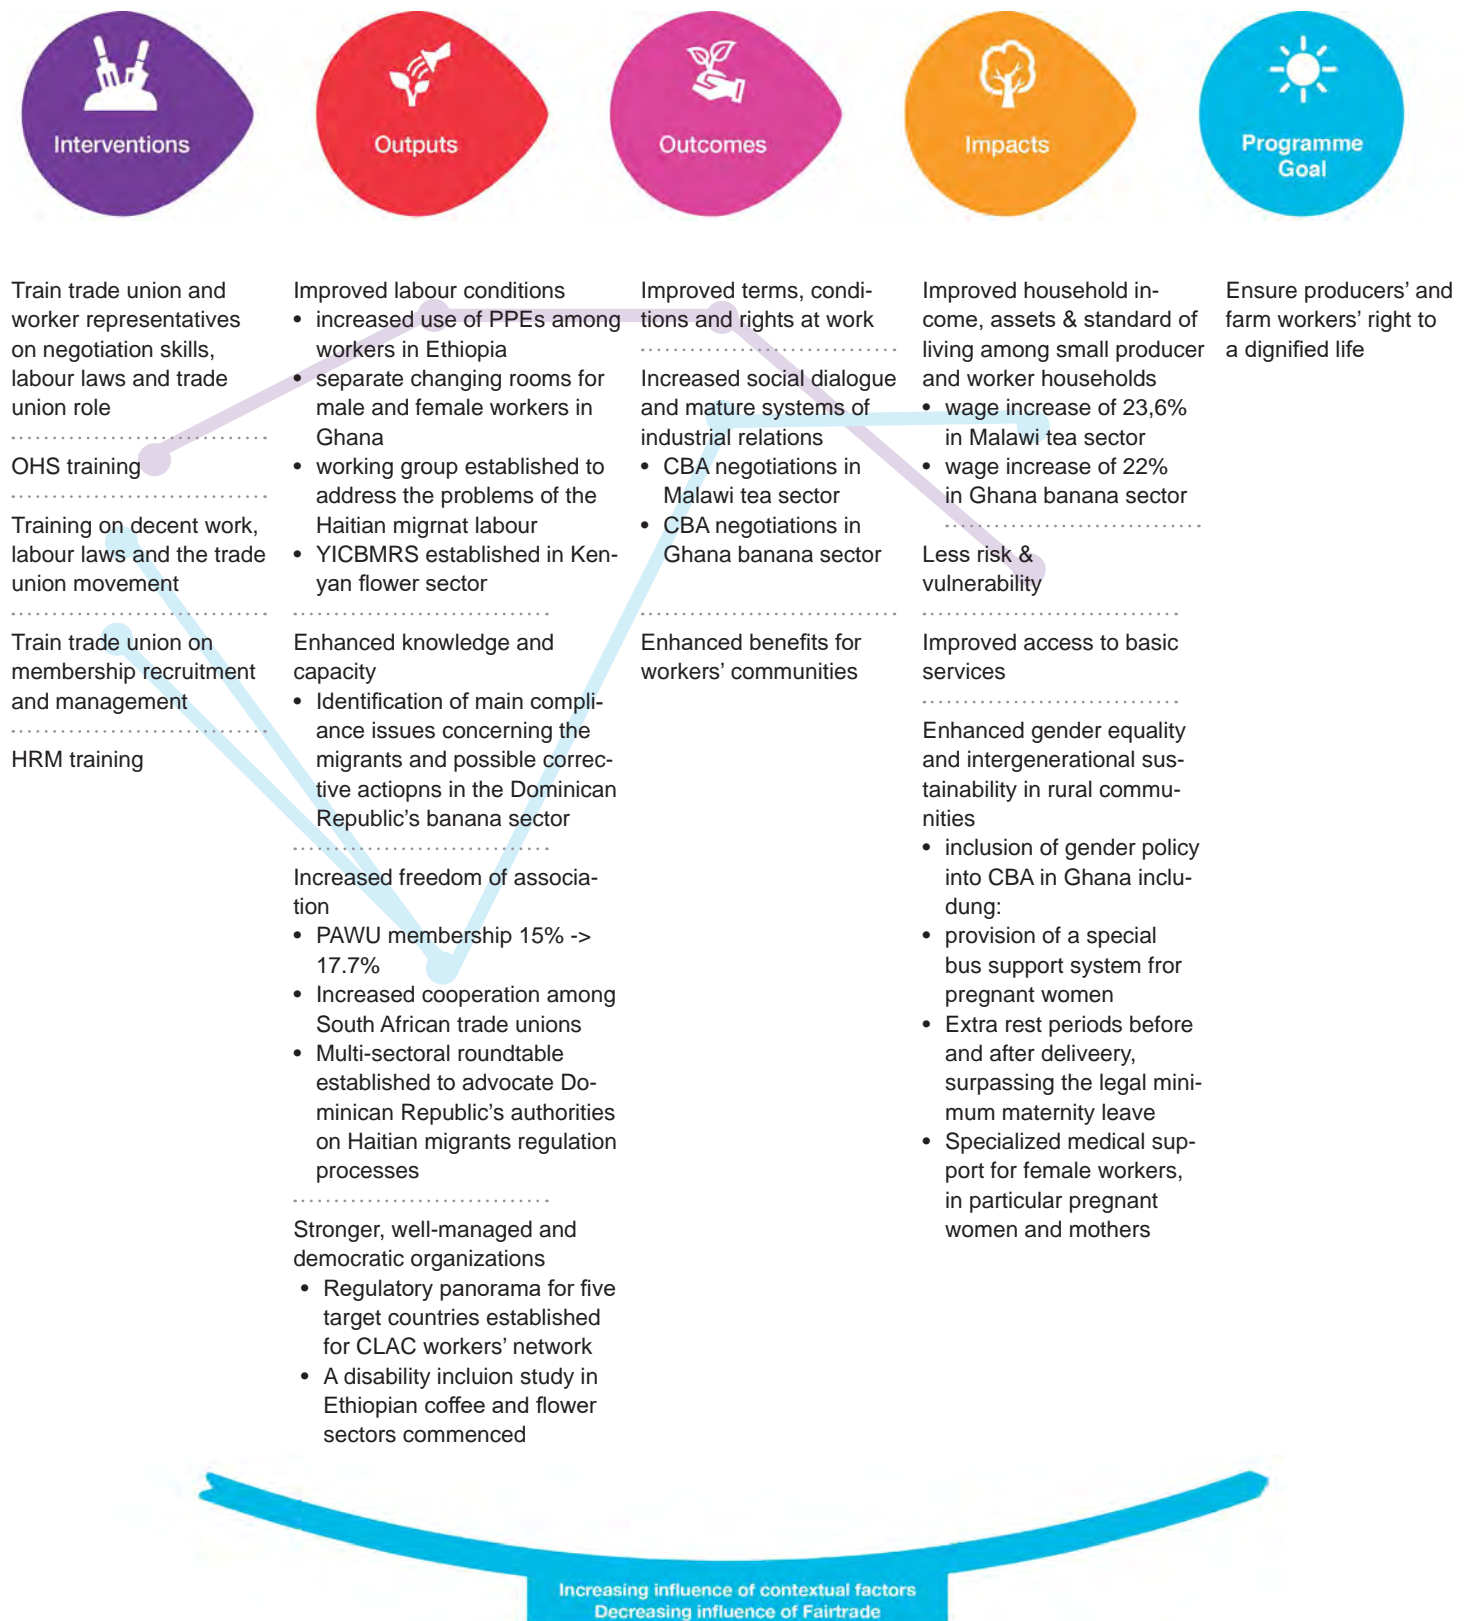 Interventions
Outputs
Outcomes
Impacts
Programme
Goal
Train trade union and
worker representatives
on negotiation skills,
labour laws and trade
union role
OHS training
Training on decent work,
labour laws and the trade
union movement
Train trade union on
membership recruitment
and management
HRM training
Improved labour conditions
• increased use of PPEs among
workers in Ethiopia
• separate changing rooms for
male and female workers in
Ghana
• working group established to
address the problems of the
Haitian migrnat labour
• YICBMRS established in Ken-
yan flower sector
Enhanced knowledge and
capacity
• Identification of main compli-
ance issues concerning the
migrants and possible correc-
tive actiopns in the Dominican
Republic's banana sector
Increased freedom of associa-
tion
• PAWU membership 15% ->
17.7%
• Increased cooperation among
South African trade unions
• Multi-sectoral roundtable
established to advocate Do-
minican Republic's authorities
on Haitian migrants regulation
processes
Stronger, well-managed and
democratic organizations
• Regulatory panorama for five
target countries established
for CLAC workers' network
• A disability incluion study in
Ethiopian coffee and flower
sectors commenced
Improved terms, condi-
tions and rights at work
Increased social dialogue
and mature systems of
industrial relations
• CBA negotiations in
Malawi tea sector
• CBA negotiations in
Ghana banana sector
Enhanced benefits for
workers' communities
Improved household in-
come, assets & standard of
living among small producer
and worker households
• wage increase of 23,6%
in Malawi tea sector
• wage increase of 22%
in Ghana banana sector
Less risk &
vulnerability
Improved access to basic
services
Enhanced gender equality
and intergenerational sus-
tainability in rural commu-
nities
• inclusion of gender policy
into CBA in Ghana inclu-
dung:
• provision of a special
bus support system fror
pregnant women
• Extra rest periods before
and after deliveery,
surpassing the legal mini-
mum maternity leave
• Specialized medical sup-
port for female workers,
in particular pregnant
women and mothers
Ensure producers' and
farm workers' right to
a dignified life
Increasing influence of contextual factors
Decreasing influence of Fairtrade